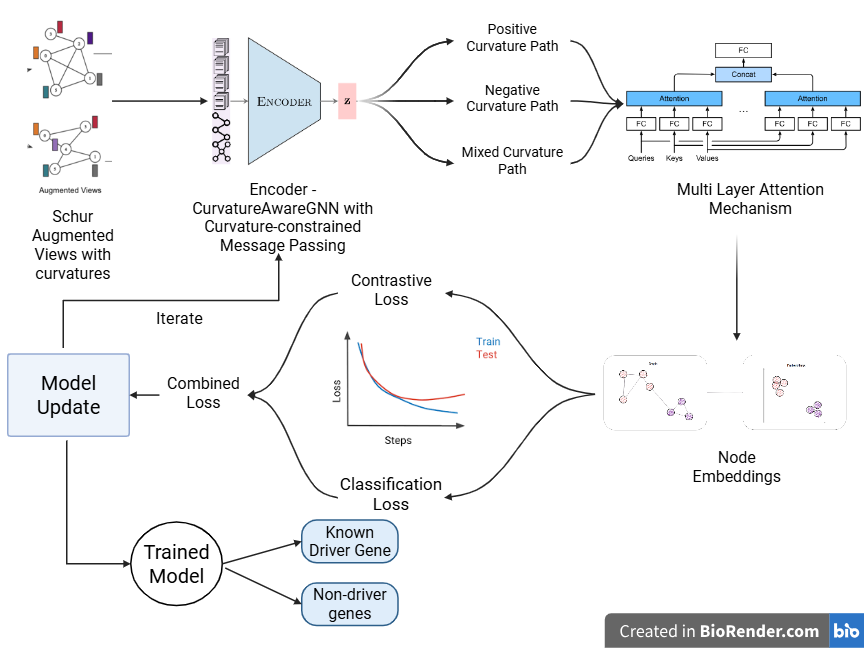 Augmented Views
Schur
Augmented
Views with
curvatures
ENCODER
z
Encoder -
CurvatureAwareGNN with
Curvature-constrained
Message Passing
Positive
Curvature Path
Negative
Curvature Path
Mixed Curvature
Path
FC
Concat
Attention
...
Attention
FC FC FC FC FC FC
Queries Keys Values
Multi Layer Attention
Mechanism
Iterate
Contrastive
Loss
Train
Test
Loss
Steps
Model
Update
Combined
Loss
Classification
Loss
Node
Embeddings
Trained
Model
Known
Driver Gene
Non-driver
genes
Created in BioRender.com bio